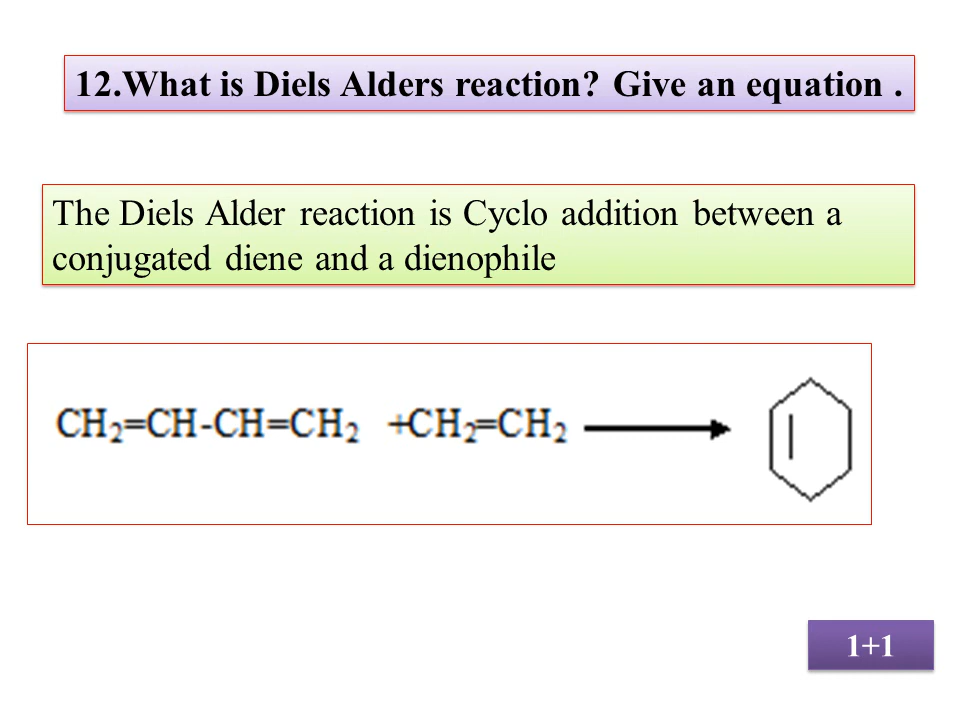 12.What is Diels Alders reaction? Give an equation .
The Diels Alder reaction is Cyclo addition between a
conjugated diene and a dienophile
CH₂=CH-CH=CH₂ +CH₂=CH₂
1+1